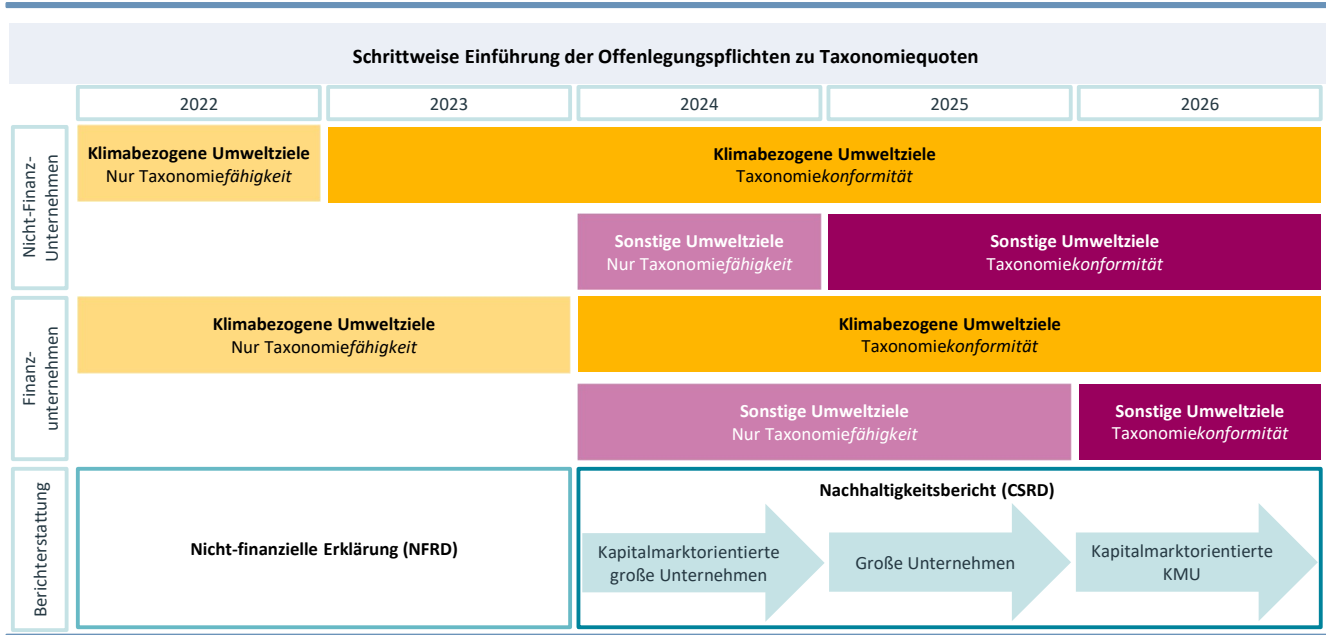 Schrittweise Einführung der Offenlegungspflichten zu Taxonomiequoten
2022
2023
2024
2025
2026
Nicht-Finanz-
Unternehmen
Klimabezogene Umweltziele
Nur Taxonomiefähigkeit
Klimabezogene Umweltziele
Taxonomiekonformität
Sonstige Umweltziele
Nur Taxonomiefähigkeit
Sonstige Umweltziele
Taxonomiekonformität
Finanz-
unternehmen
Klimabezogene Umweltziele
Nur Taxonomiefähigkeit
Klimabezogene Umweltziele
Taxonomiekonformität
Sonstige Umweltziele
Nur Taxonomiefähigkeit
Sonstige Umweltziele
Taxonomiekonformität
Berichterstattung
Nicht-finanzielle Erklärung (NFRD)
Nachhaltigkeitsbericht (CSRD)
Kapitalmarktorientierte
große Unternehmen
Große Unternehmen
Kapitalmarktorientierte
KMU